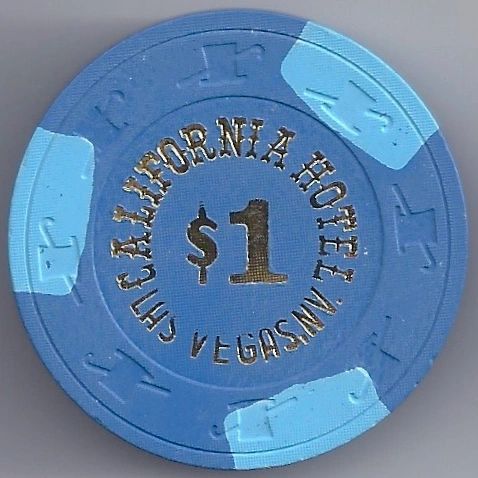 CALIFORNIA HOTEL
$1
LAS VEGAS, NV.